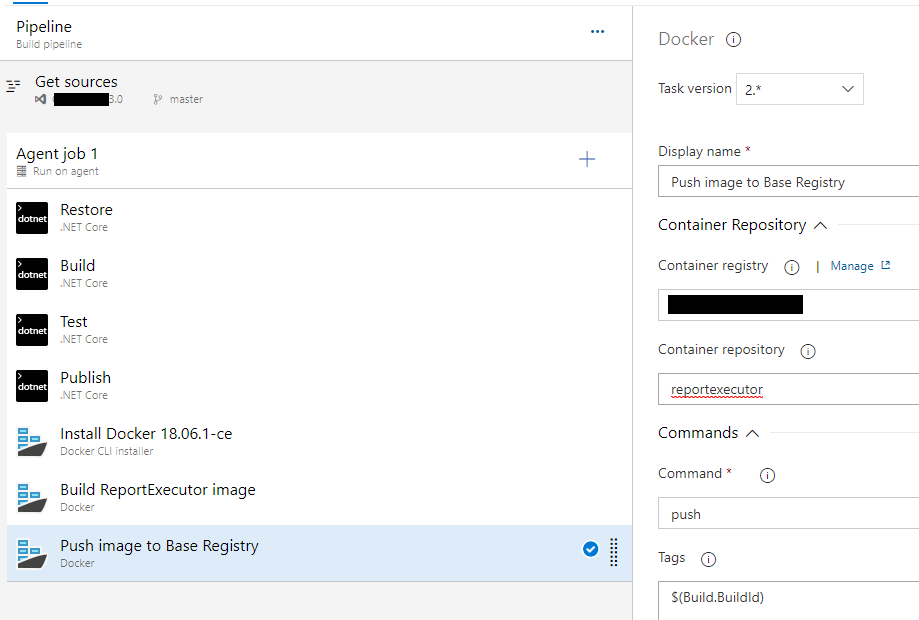 Pipeline
Build pipeline
...
Get sources
3.0
master
Agent job 1
Run on agent
dotnet
Restore
.NET Core
dotnet
Build
.NET Core
dotnet
Test
.NET Core
dotnet
Publish
.NET Core
Install Docker 18.06.1-ce
Docker CLI installer
Build ReportExecutor image
Docker
Push image to Base Registry
Docker
Docker
Task version 2.*
Display name *
Push image to Base Registry
Container Repository
Container registry | Manage
Container repository
reportexecutor
Commands
Command *
push
Tags
$(Build.BuildId)